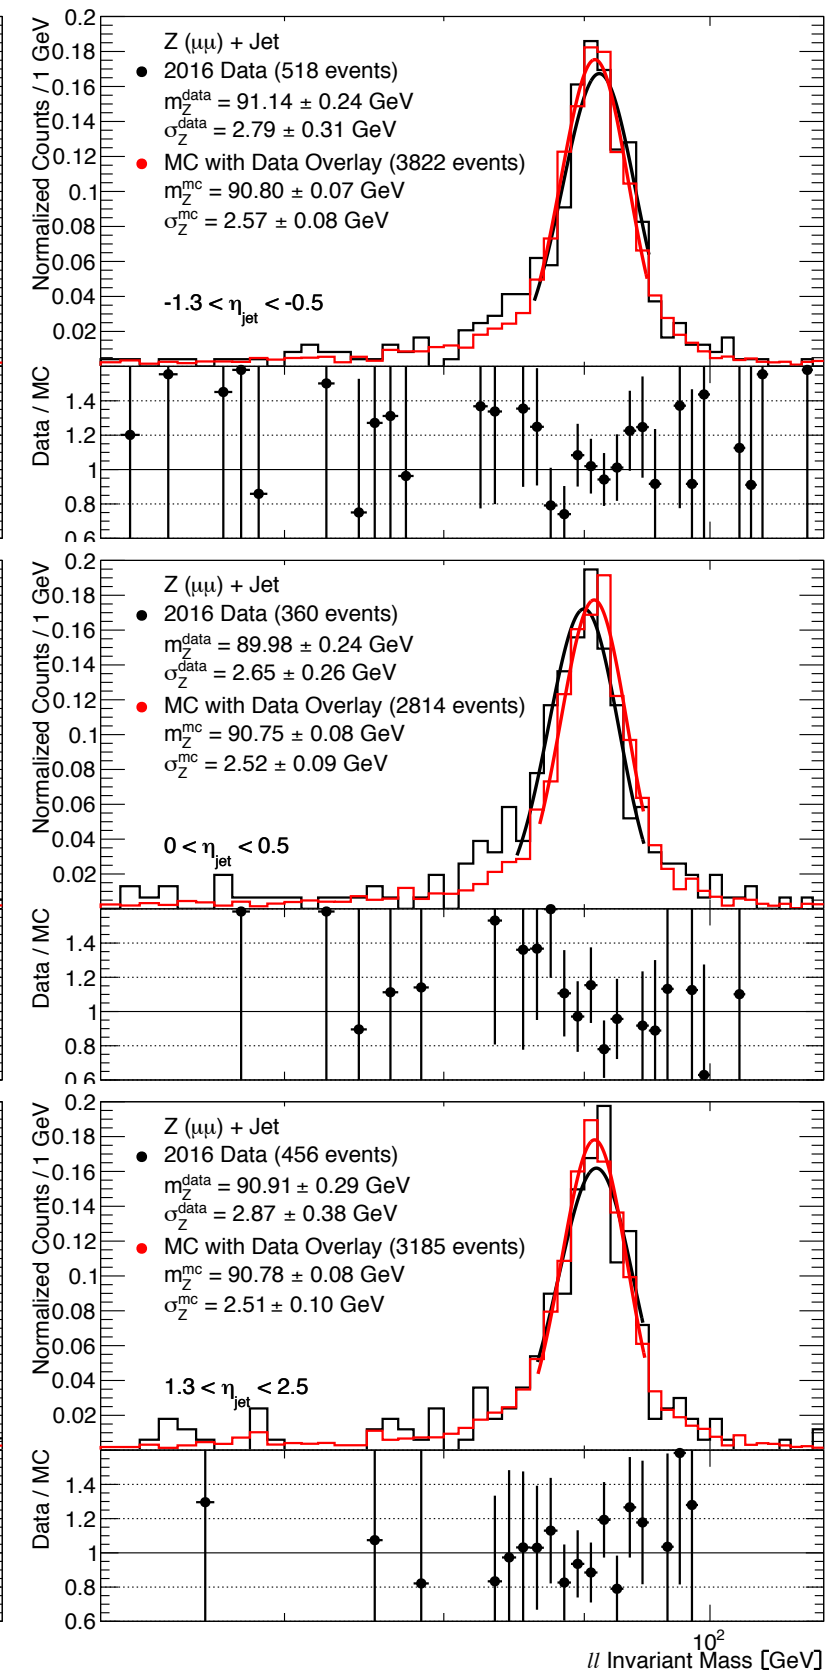 Normalized Counts / 1 GeV
0.2
0.18
0.16
0.14
0.12
0.1
0.08
0.06
0.04
0.02
Z (μμ) + Jet
2016 Data (518 events)
m_Z^data = 91.14 ± 0.24 GeV
σ_Z^data = 2.79 ± 0.31 GeV
MC with Data Overlay (3822 events)
m_Z^mc = 90.80 ± 0.07 GeV
σ_Z^mc = 2.57 ± 0.08 GeV
-1.3 < η_jet < -0.5
Data / MC
1.4
1.2
1
0.8
0.6
Normalized Counts / 1 GeV
0.2
0.18
0.16
0.14
0.12
0.1
0.08
0.06
0.04
0.02
Z (μμ) + Jet
2016 Data (360 events)
m_Z^data = 89.98 ± 0.24 GeV
σ_Z^data = 2.65 ± 0.26 GeV
MC with Data Overlay (2814 events)
m_Z^mc = 90.75 ± 0.08 GeV
σ_Z^mc = 2.52 ± 0.09 GeV
0 < η_jet < 0.5
Data / MC
1.4
1.2
1
0.8
0.6
Normalized Counts / 1 GeV
0.2
0.18
0.16
0.14
0.12
0.1
0.08
0.06
0.04
0.02
Z (μμ) + Jet
2016 Data (456 events)
m_Z^data = 90.91 ± 0.29 GeV
σ_Z^data = 2.87 ± 0.38 GeV
MC with Data Overlay (3185 events)
m_Z^mc = 90.78 ± 0.08 GeV
σ_Z^mc = 2.51 ± 0.10 GeV
1.3 < η_jet < 2.5
Data / MC
1.4
1.2
1
0.8
0.6
10^2
ll Invariant Mass [GeV]